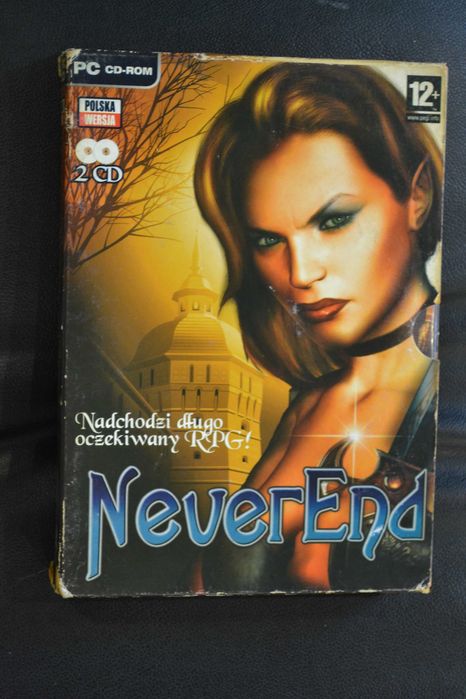 PC CD-ROM
12+
www.pegi.info
POLSKA
WERSJA
2 CD
Nadchodzi długo
oczekiwany RPG!
NeverEnd